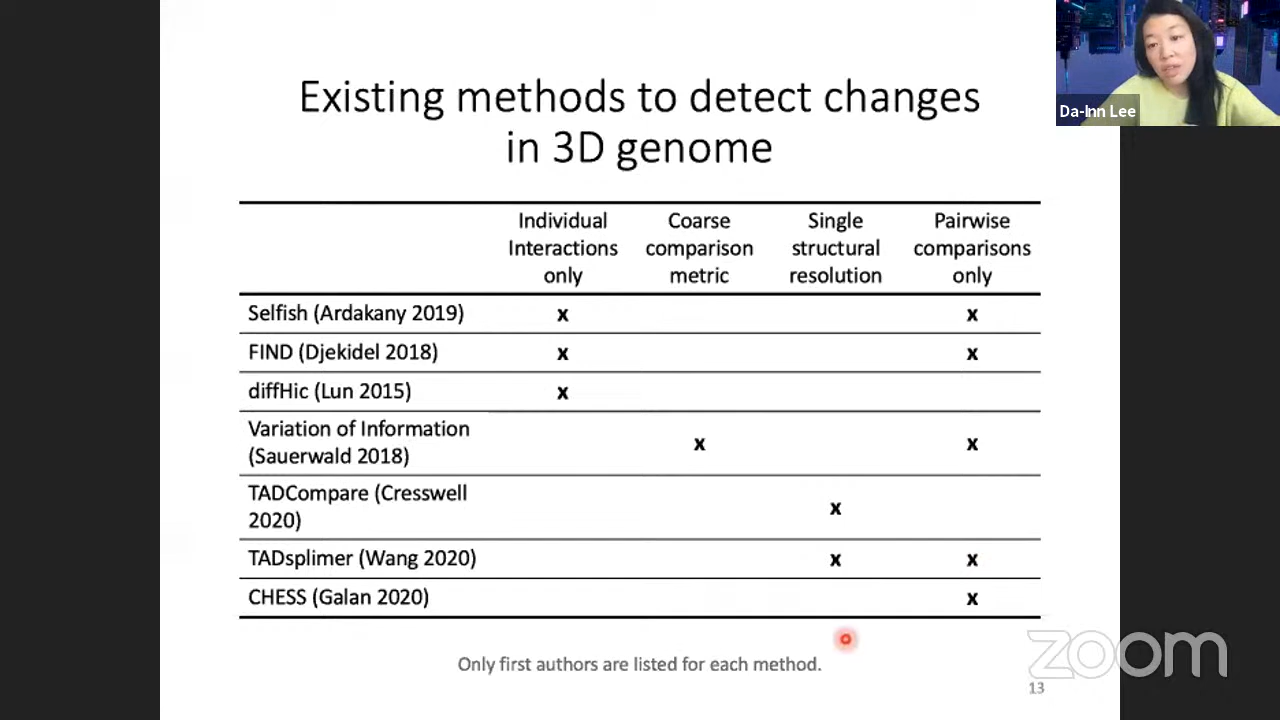 Existing methods to detect changes
in 3D genome
Da-Inn Lee
Individual
Interactions
only
Coarse
comparison
metric
Single
structural
resolution
Pairwise
comparisons
only
Selfish (Ardakany 2019)
x
x
FIND (Djekidel 2018)
x
x
diffHic (Lun 2015)
x
Variation of Information
(Sauerwald 2018)
x
x
TADCompare (Cresswell
2020)
x
TADsplimer (Wang 2020)
x
x
CHESS (Galan 2020)
x
Only first authors are listed for each method.
zoom
13